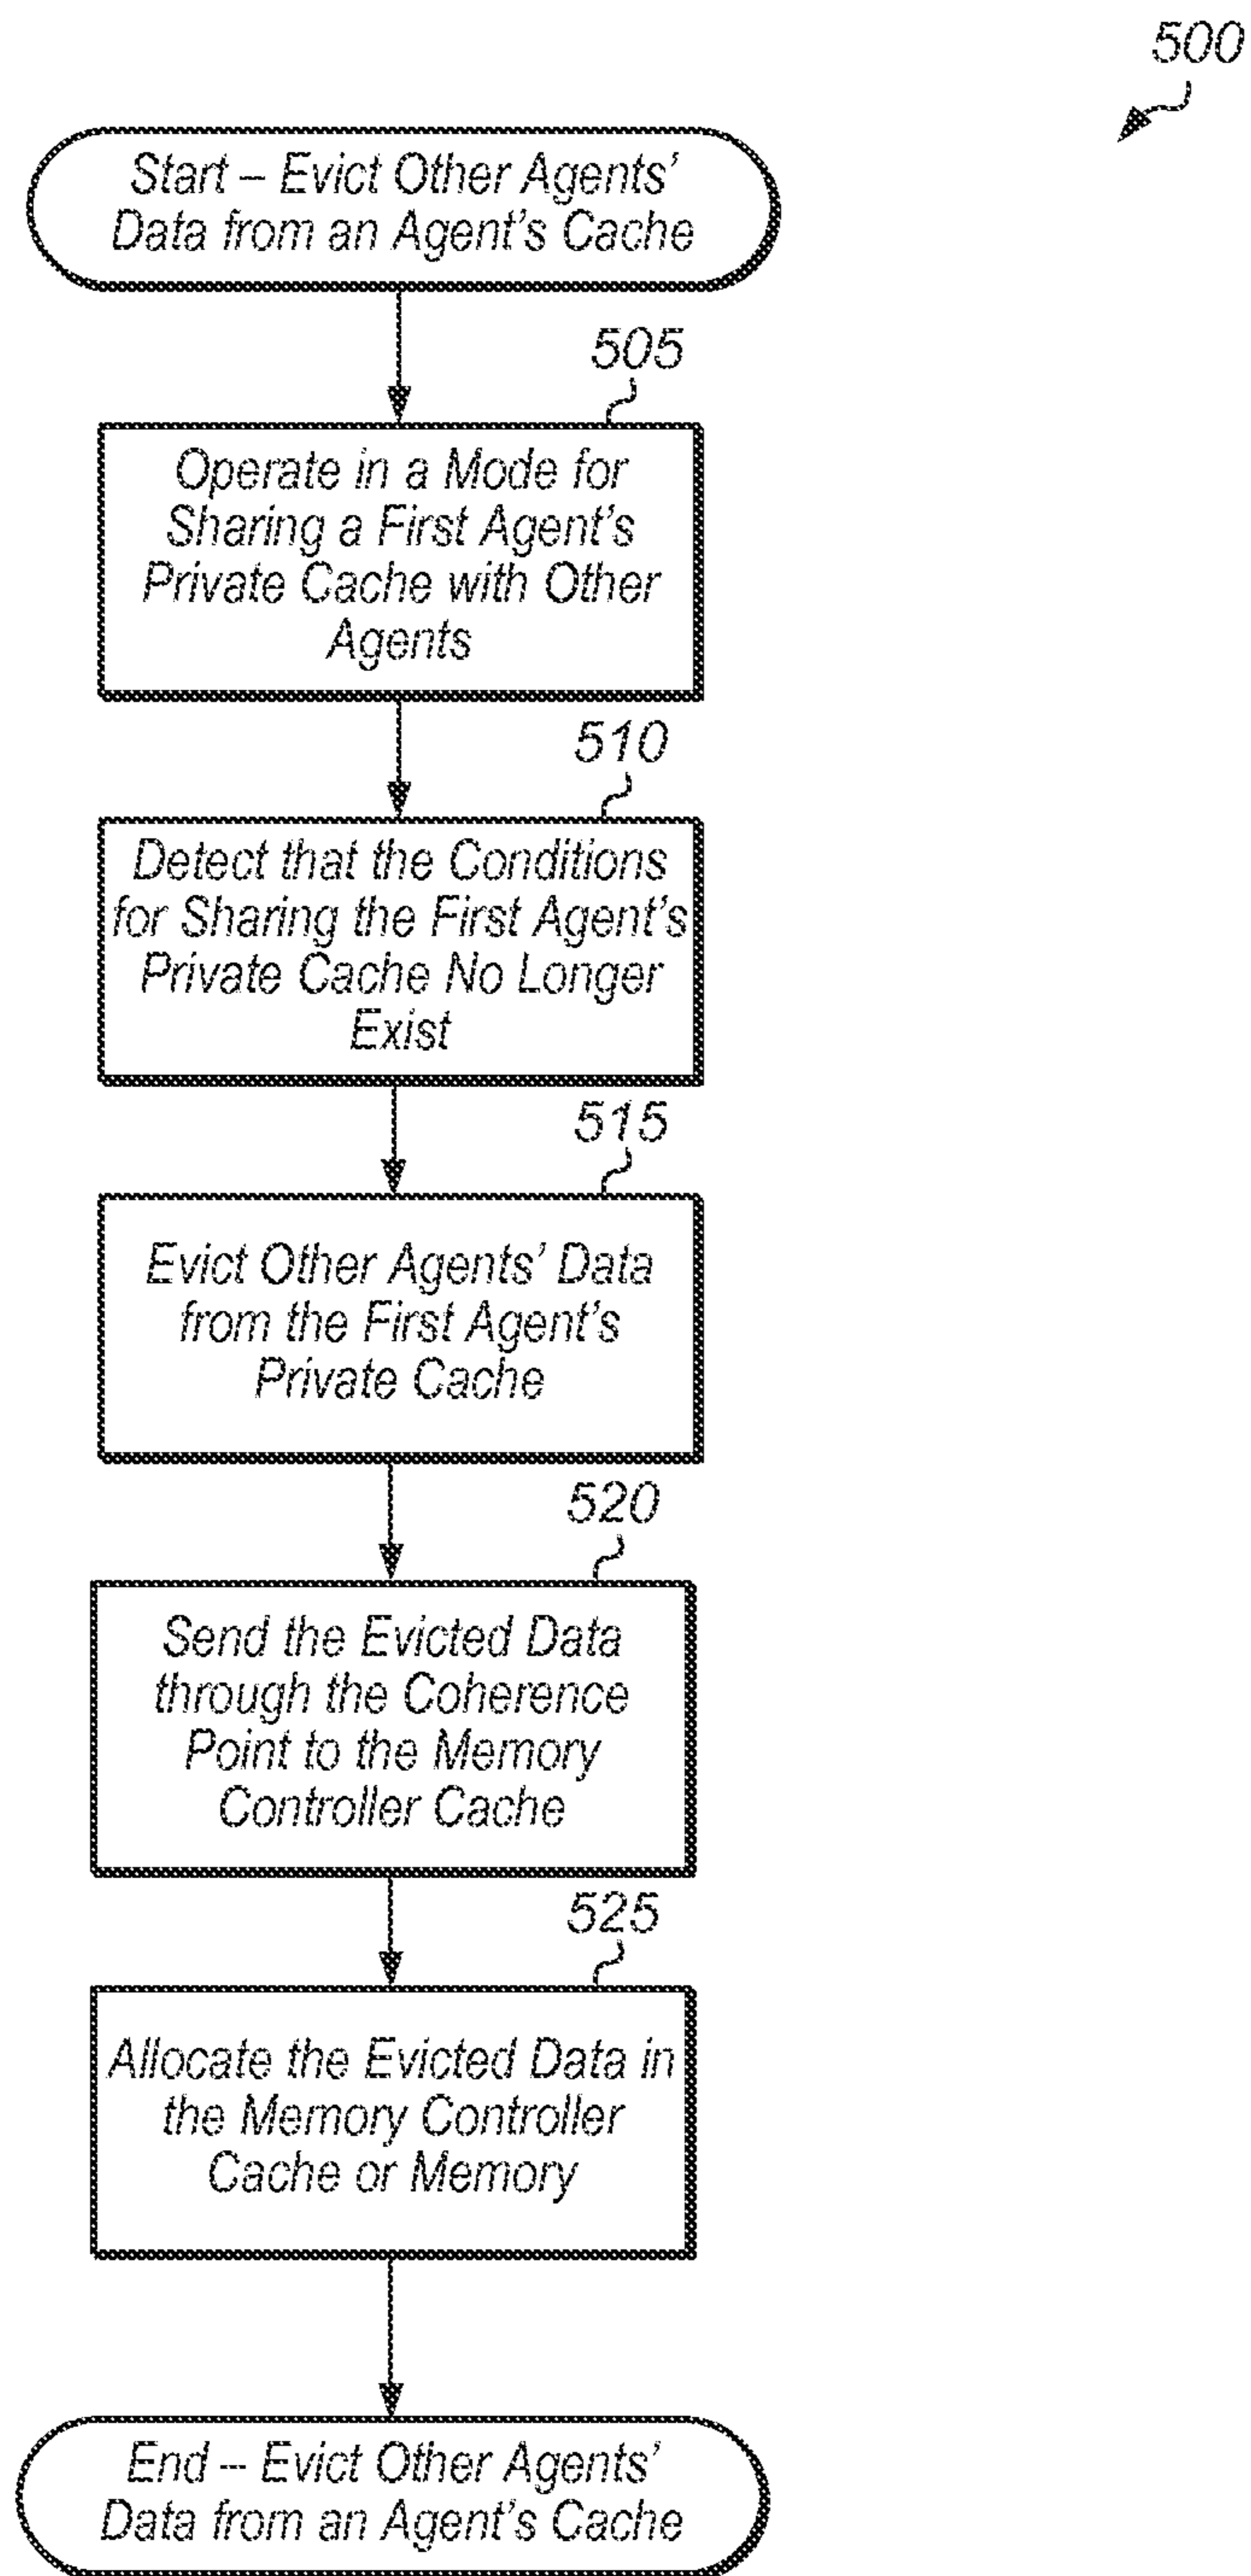 500
Start – Evict Other Agents'
Data from an Agent's Cache
505
Operate in a Mode for
Sharing a First Agent's
Private Cache with Other
Agents
510
Detect that the Conditions
for Sharing the First Agent's
Private Cache No Longer
Exist
515
Evict Other Agents' Data
from the First Agent's
Private Cache
520
Send the Evicted Data
through the Coherence
Point to the Memory
Controller Cache
525
Allocate the Evicted Data in
the Memory Controller
Cache or Memory
End – Evict Other Agents'
Data from an Agent's Cache